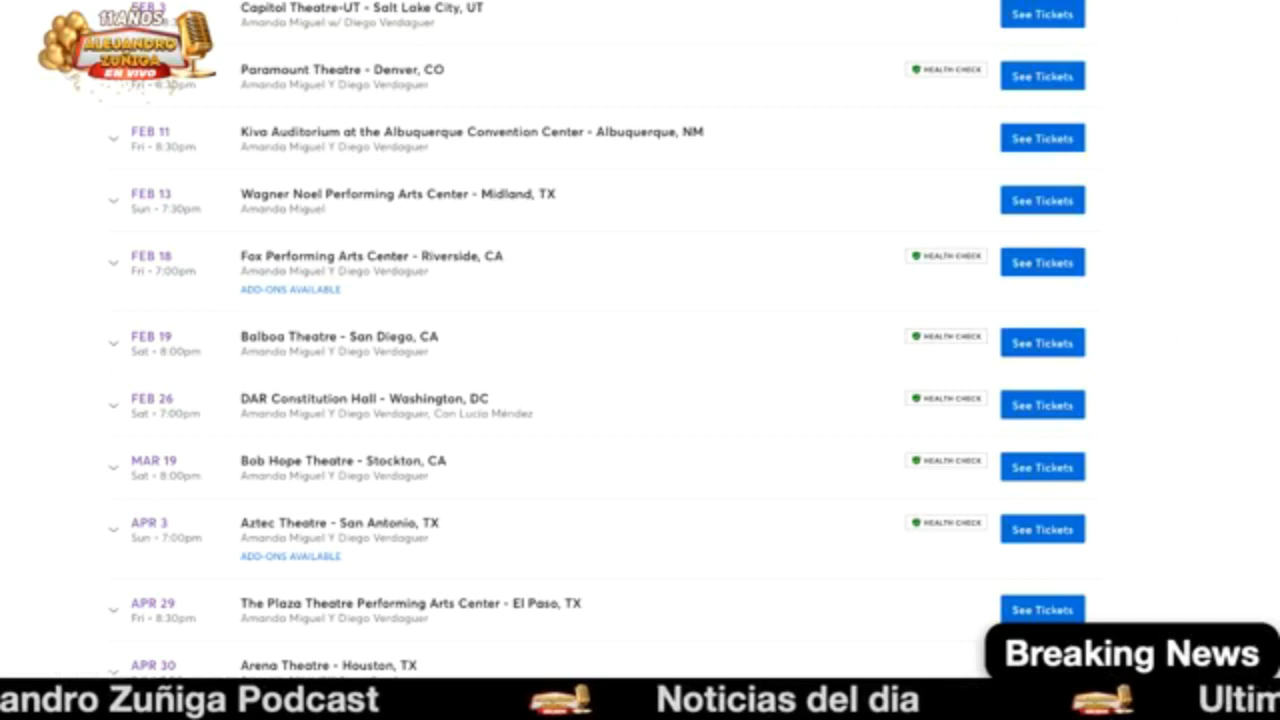 FEB 3
Capitol Theatre-UT - Salt Lake City, UT
Amanda Miguel w/ Diego Verdaguer
See Tickets
11 AÑOS
ALEJANDRO
ZUÑIGA
EN VIVO
Paramount Theatre - Denver, CO
HEALTH CHECK
See Tickets
Fri • 8:30pm
Amanda Miguel Y Diego Verdaguer
FEB 11
Kiva Auditorium at the Albuquerque Convention Center - Albuquerque, NM
See Tickets
Fri • 8:30pm
Amanda Miguel Y Diego Verdaguer
FEB 13
Wagner Noel Performing Arts Center - Midland, TX
See Tickets
Sun • 7:30pm
Amanda Miguel
FEB 18
Fox Performing Arts Center - Riverside, CA
HEALTH CHECK
See Tickets
Fri • 7:00pm
Amanda Miguel Y Diego Verdaguer
ADD-ONS AVAILABLE
FEB 19
Balboa Theatre - San Diego, CA
HEALTH CHECK
See Tickets
Sat • 8:00pm
Amanda Miguel Y Diego Verdaguer
FEB 26
DAR Constitution Hall - Washington, DC
HEALTH CHECK
See Tickets
Sat • 7:00pm
Amanda Miguel Y Diego Verdaguer, Con Lucía Méndez
MAR 19
Bob Hope Theatre - Stockton, CA
HEALTH CHECK
See Tickets
Sat • 8:00pm
Amanda Miguel Y Diego Verdaguer
APR 3
Aztec Theatre - San Antonio, TX
HEALTH CHECK
See Tickets
Sun • 7:00pm
Amanda Miguel Y Diego Verdaguer
ADD-ONS AVAILABLE
APR 29
The Plaza Theatre Performing Arts Center - El Paso, TX
See Tickets
Fri • 8:30pm
Amanda Miguel Y Diego Verdaguer
APR 30
Arena Theatre - Houston, TX
Breaking News
andro Zuñiga Podcast
Noticias del dia
Ultim